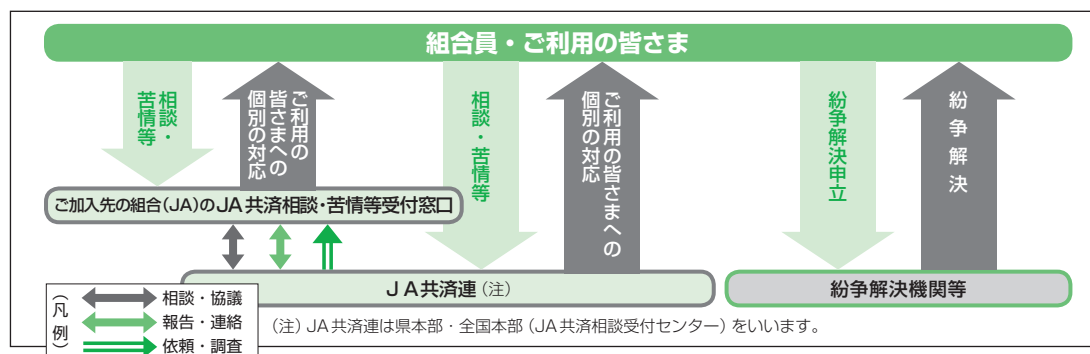 組合員・ご利用の皆さま
相談・
苦情等
ご利用の
皆さまへの
個別の対応
相談・苦情等
ご利用の皆さまへの
個別の対応
紛争解決申立
紛争解決
ご加入先の組合(JA)のJA共済相談・苦情等受付窓口
JA共済連(注)
紛争解決機関等
(凡例)
相談・協議
報告・連絡
依頼・調査
(注)JA共済連は県本部・全国本部(JA共済相談受付センター)をいいます。